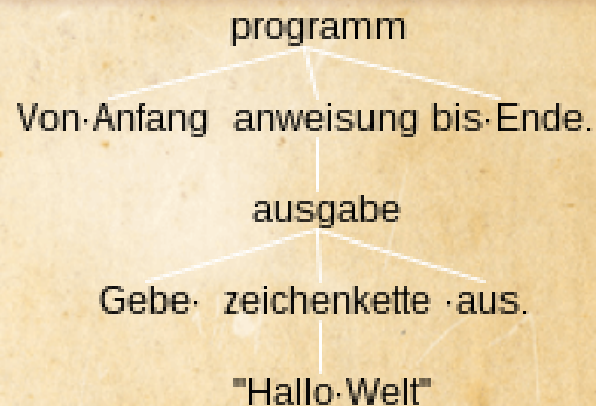 programm
Von·Anfang anweisung bis·Ende.
ausgabe
Gebe· zeichenkette ·aus.
"Hallo·Welt"